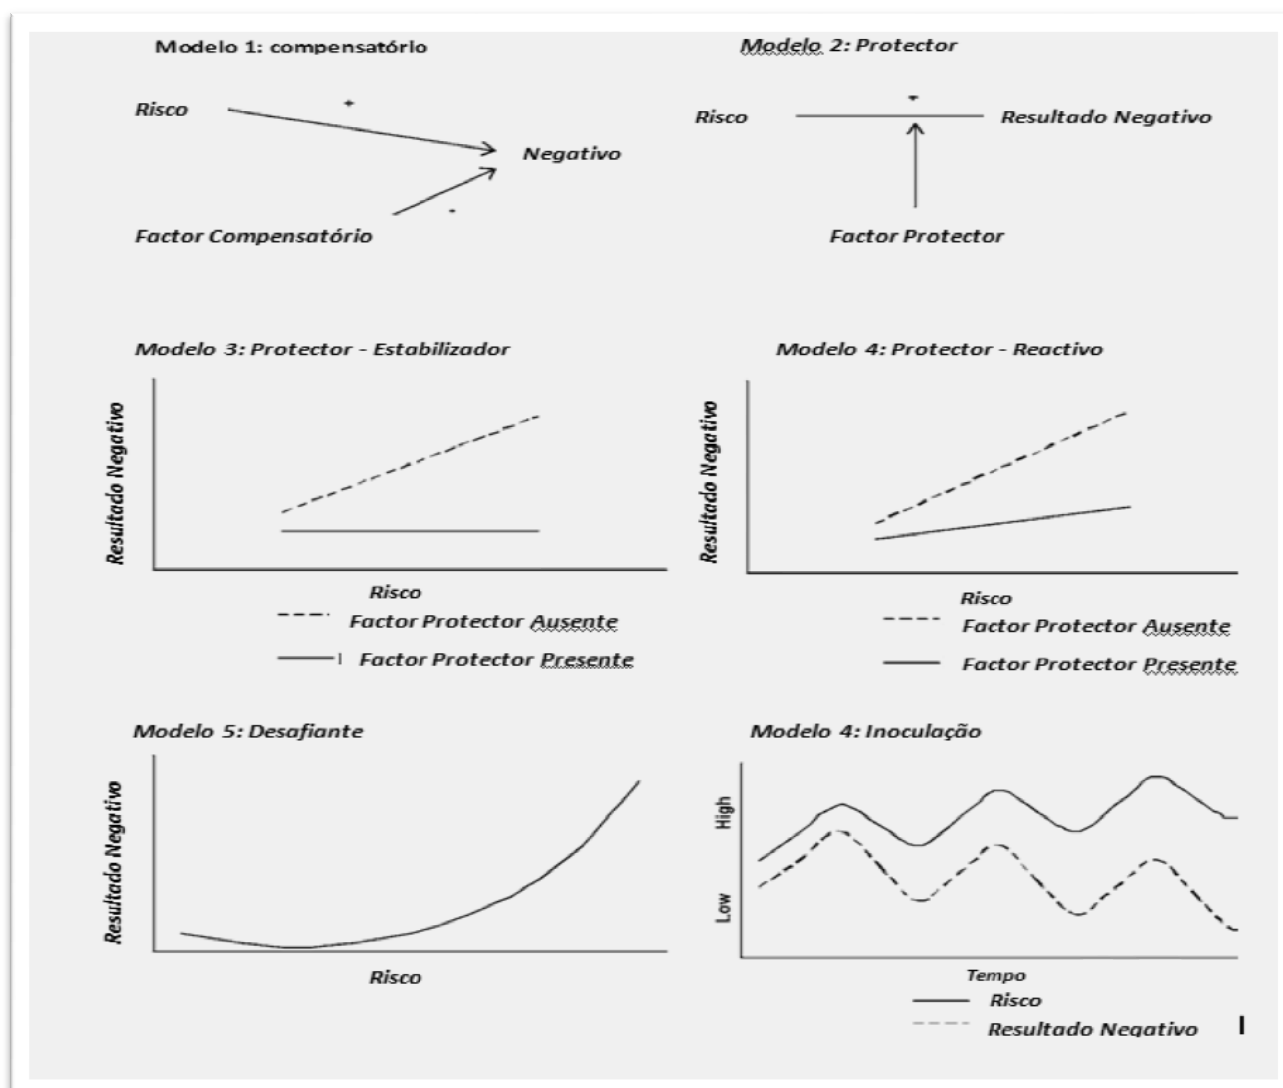 Modelo 1: compensatório
Risco
+
Negativo
-
Factor Compensatório
Modelo 2: Protector
+
Risco
Resultado Negativo
Factor Protector
Modelo 3: Protector - Estabilizador
Resultado Negativo
Risco
Factor Protector Ausente
Factor Protector Presente
Modelo 4: Protector - Reactivo
Resultado Negativo
Risco
Factor Protector Ausente
Factor Protector Presente
Modelo 5: Desafiante
Resultado Negativo
Risco
Modelo 4: Inoculação
High
Low
Tempo
Risco
Resultado Negativo